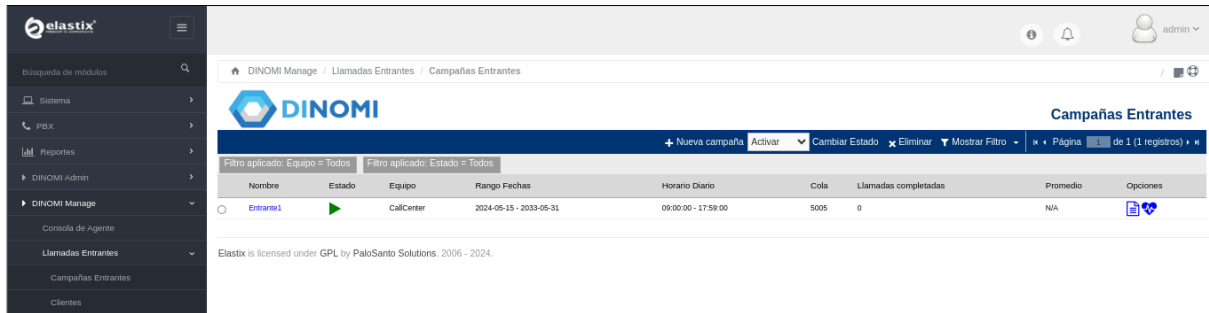 elastix
admin
Búsqueda de módulos
DINOMI Manage / Llamadas Entrantes / Campañas Entrantes /
Sistema
PBX
Reportes
DINOMI Admin
DINOMI Manage
Consola de Agente
Llamadas Entrantes
Campañas Entrantes
Clientes
DINOMI
Campañas Entrantes
Nueva campaña Activar Cambiar Estado Eliminar Mostrar Filtro Página 1 de 1 (1 registros)
Filtro aplicado: Equipo = Todos Filtro aplicado: Estado = Todos
Nombre Estado Equipo Rango Fechas Horario Diario Cola Llamadas completadas Promedio Opciones
Entrante1 CallCenter 2024-05-15 - 2033-05-31 09:00:00 - 17:59:00 5005 0 N/A
Elastix is licensed under GPL by PaloSanto Solutions. 2006 - 2024.